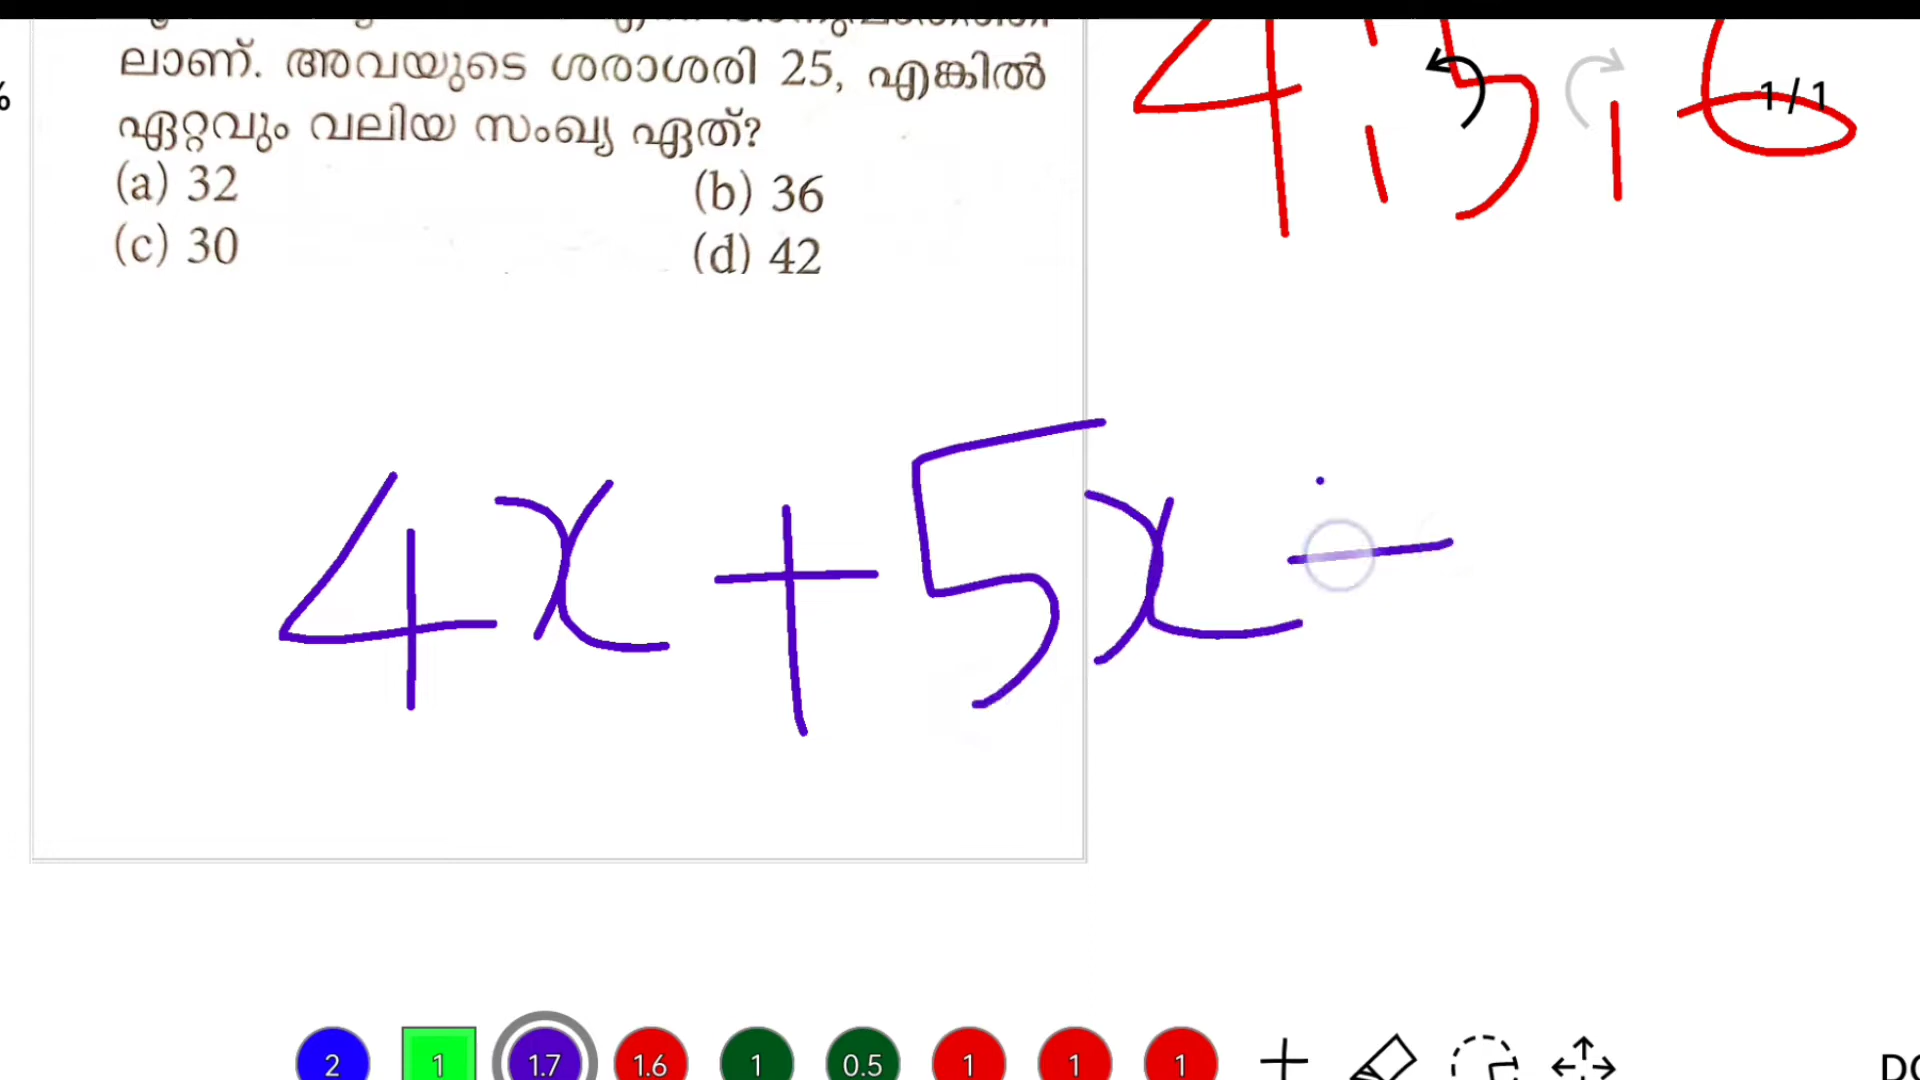 ലാണ്. അവയുടെ ശരാശരി 25, എങ്കിൽ
ഏറ്റവും വലിയ സംഖ്യ ഏത്?
(a) 32 (b) 36
(c) 30 (d) 42
4 : 5 : 6
1/1
%
4x + 5x
2 1 1.7 1.6 1 0.5 1 1 1